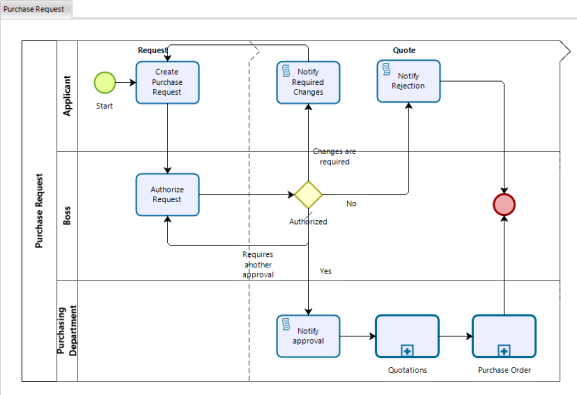 Purchase Request
Request
Quote
Purchase Request
Applicant
Start
Create
Purchase
Request
Notify
Required
Changes
Notify
Rejection
Changes are
required
Boss
Authorize
Request
Authorized
No
Requires
another
approval
Yes
Purchasing
Department
Notify
approval
Quotations
Purchase Order